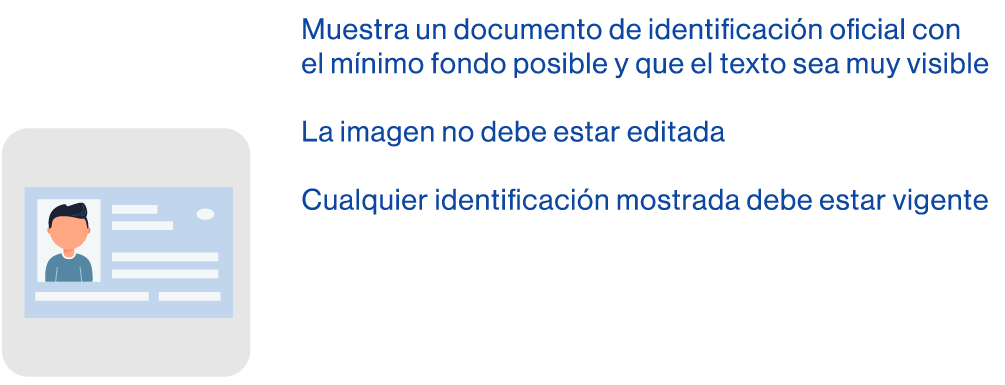 Muestra un documento de identificación oficial con
el mínimo fondo posible y que el texto sea muy visible
La imagen no debe estar editada
Cualquier identificación mostrada debe estar vigente